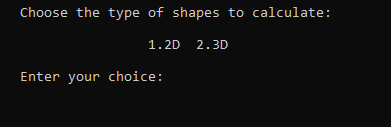 Choose the type of shapes to calculate:
1.2D 2.3D
Enter your choice: